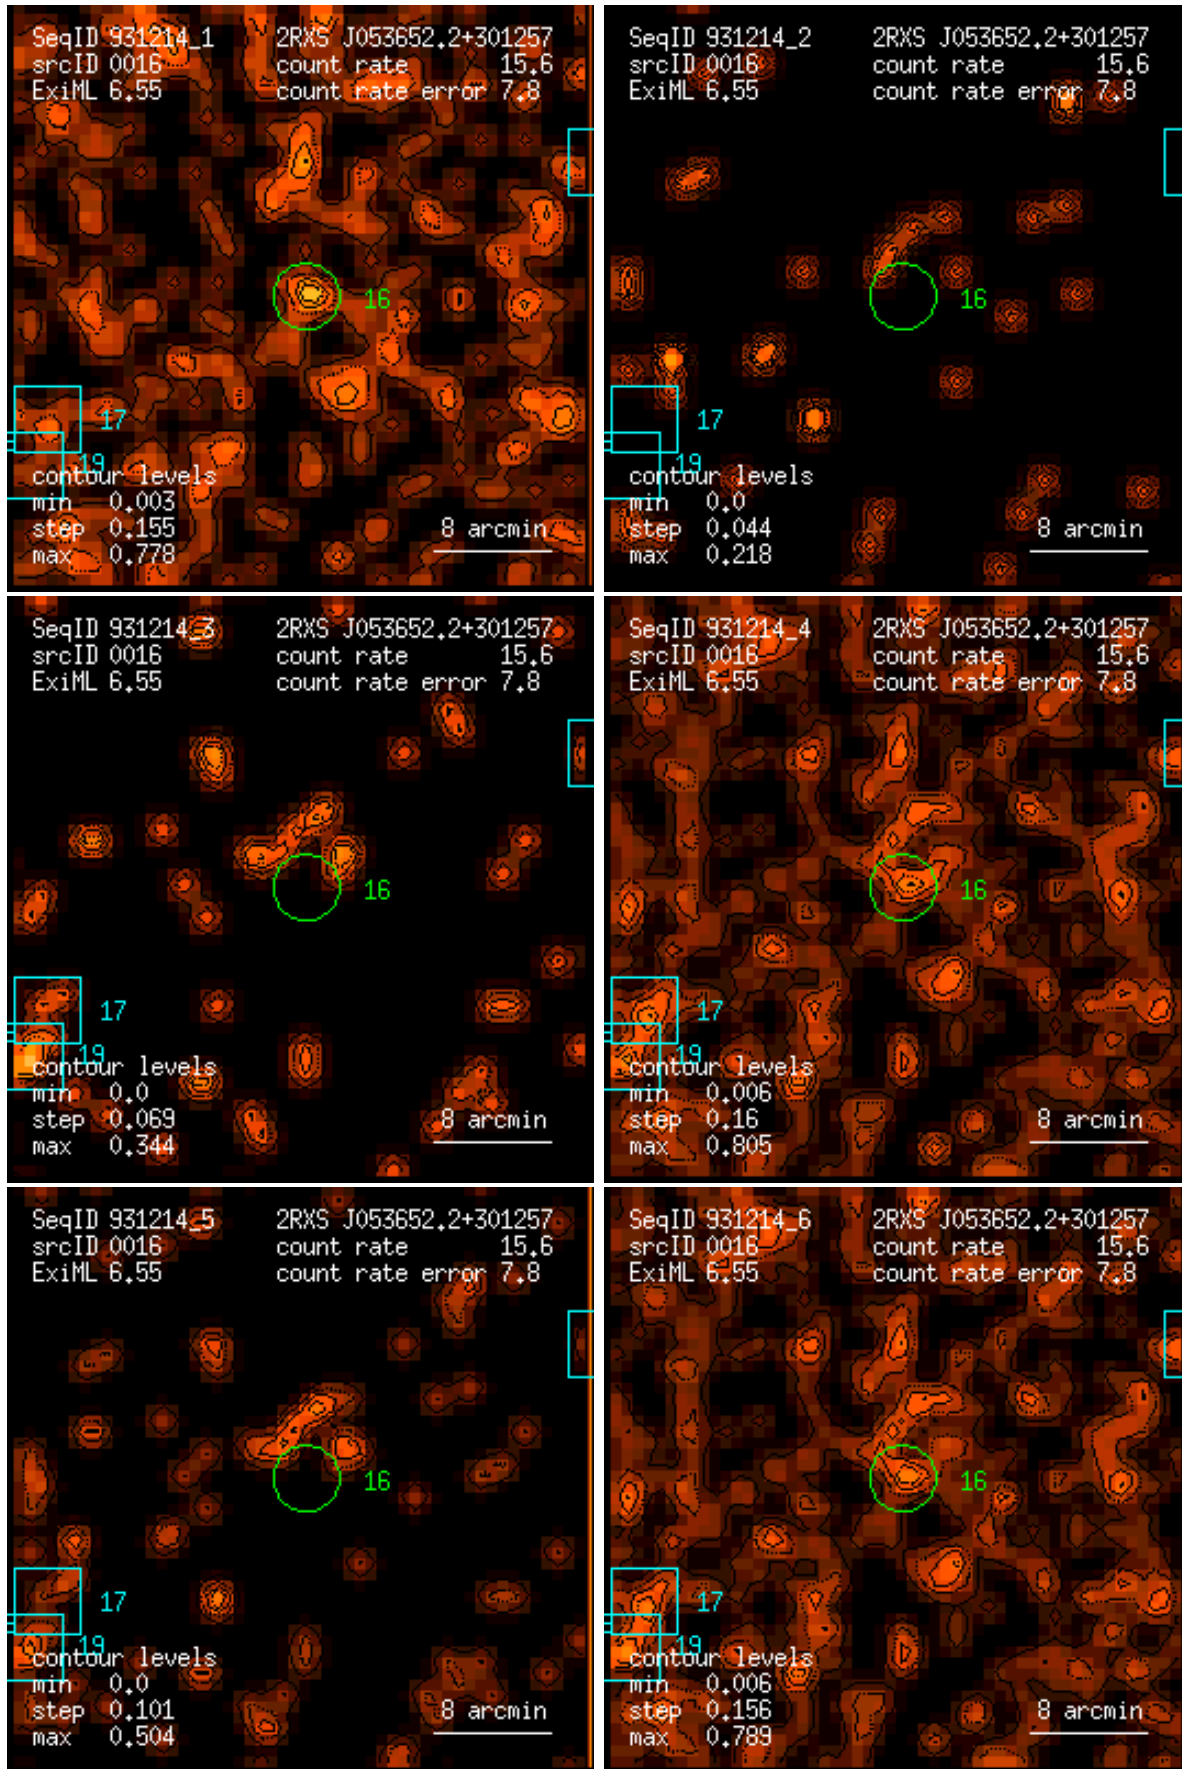 SeqID 931214_1 2RXS J053652.2+301257
srcID 0016 count rate 15.6
ExiML 6.55 count rate error 7.8
16
17
19
contour levels
min 0.003
step 0.155 8 arcmin
max 0.778
SeqID 931214_2 2RXS J053652.2+301257
srcID 0016 count rate 15.6
ExiML 6.55 count rate error 7.8
16
17
19
contour levels
min 0.0
step 0.044 8 arcmin
max 0.218
SeqID 931214_3 2RXS J053652.2+301257
srcID 0016 count rate 15.6
ExiML 6.55 count rate error 7.8
16
17
19
contour levels
min 0.0
step 0.069 8 arcmin
max 0.344
SeqID 931214_4 2RXS J053652.2+301257
srcID 0016 count rate 15.6
ExiML 6.55 count rate error 7.8
16
17
19
contour levels
min 0.006
step 0.16 8 arcmin
max 0.805
SeqID 931214_5 2RXS J053652.2+301257
srcID 0016 count rate 15.6
ExiML 6.55 count rate error 7.8
16
17
19
contour levels
min 0.0
step 0.101 8 arcmin
max 0.504
SeqID 931214_6 2RXS J053652.2+301257
srcID 0016 count rate 15.6
ExiML 6.55 count rate error 7.8
16
17
19
contour levels
min 0.006
step 0.156 8 arcmin
max 0.789